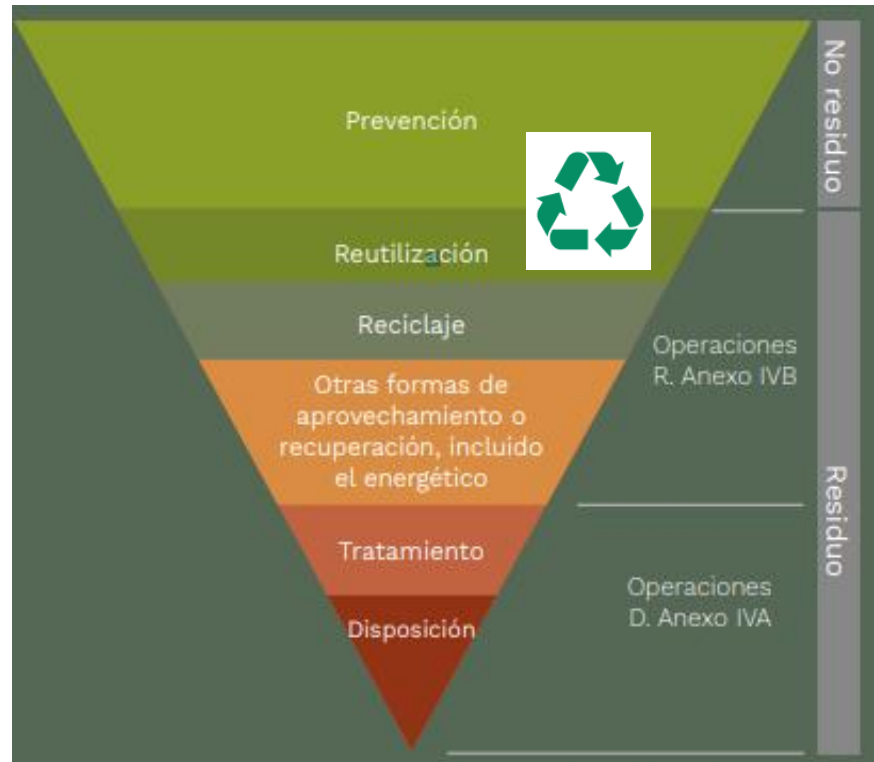 Prevención
Reutilización
Reciclaje
Otras formas de
aprovechamiento o
recuperación, incluido
el energético
Tratamiento
Disposición
No residuo
Operaciones
R. Anexo IVB
Residuo
Operaciones
D. Anexo IVA